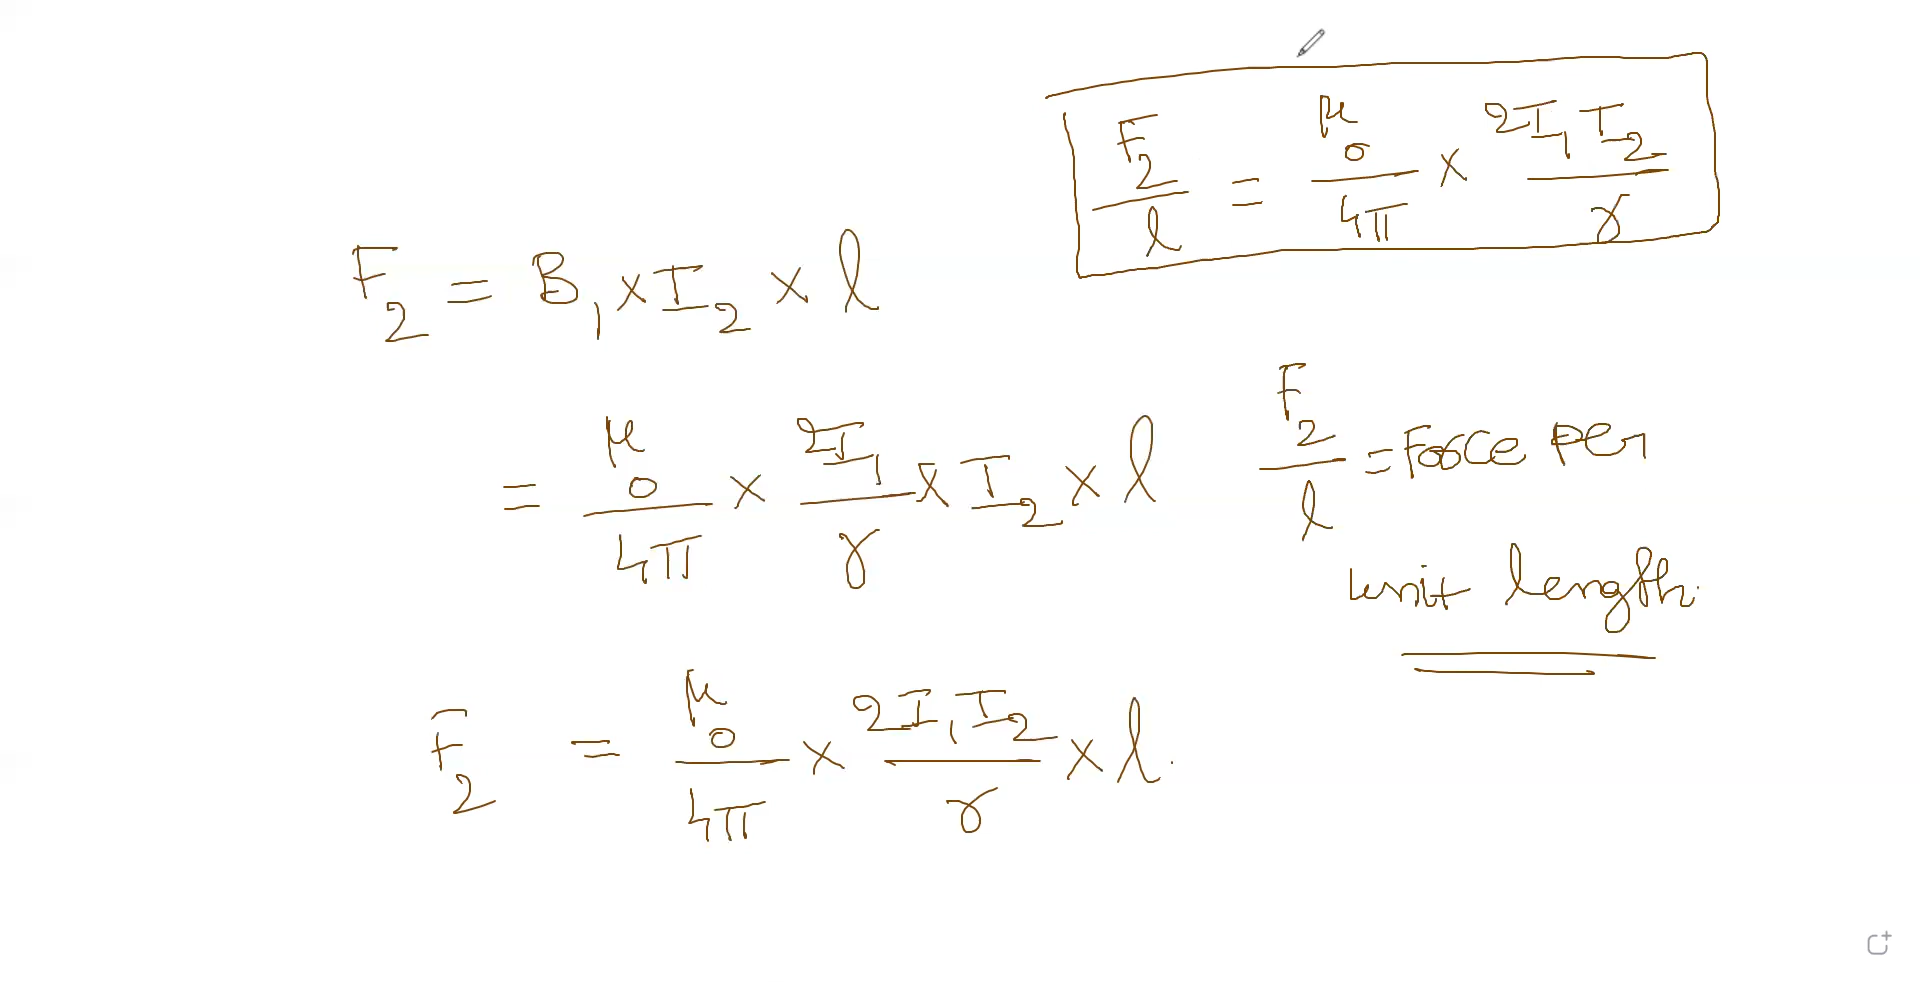 F₂/l = μ₀/4π × 2I₁I₂/r
F₂ = B₁ × I₂ × l
= μ₀/4π × 2I₁/r × I₂ × l
F₂/l = Force Per
unit length.
F₂ = μ₀/4π × 2I₁I₂/r × l.